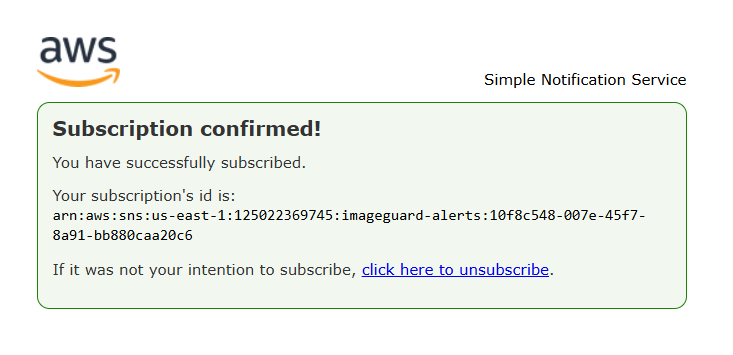 aws
Simple Notification Service
Subscription confirmed!
You have successfully subscribed.
Your subscription's id is:
arn:aws:sns:us-east-1:125022369745:imageguard-alerts:10f8c548-007e-45f7-
8a91-bb880caa20c6
If it was not your intention to subscribe, click here to unsubscribe.